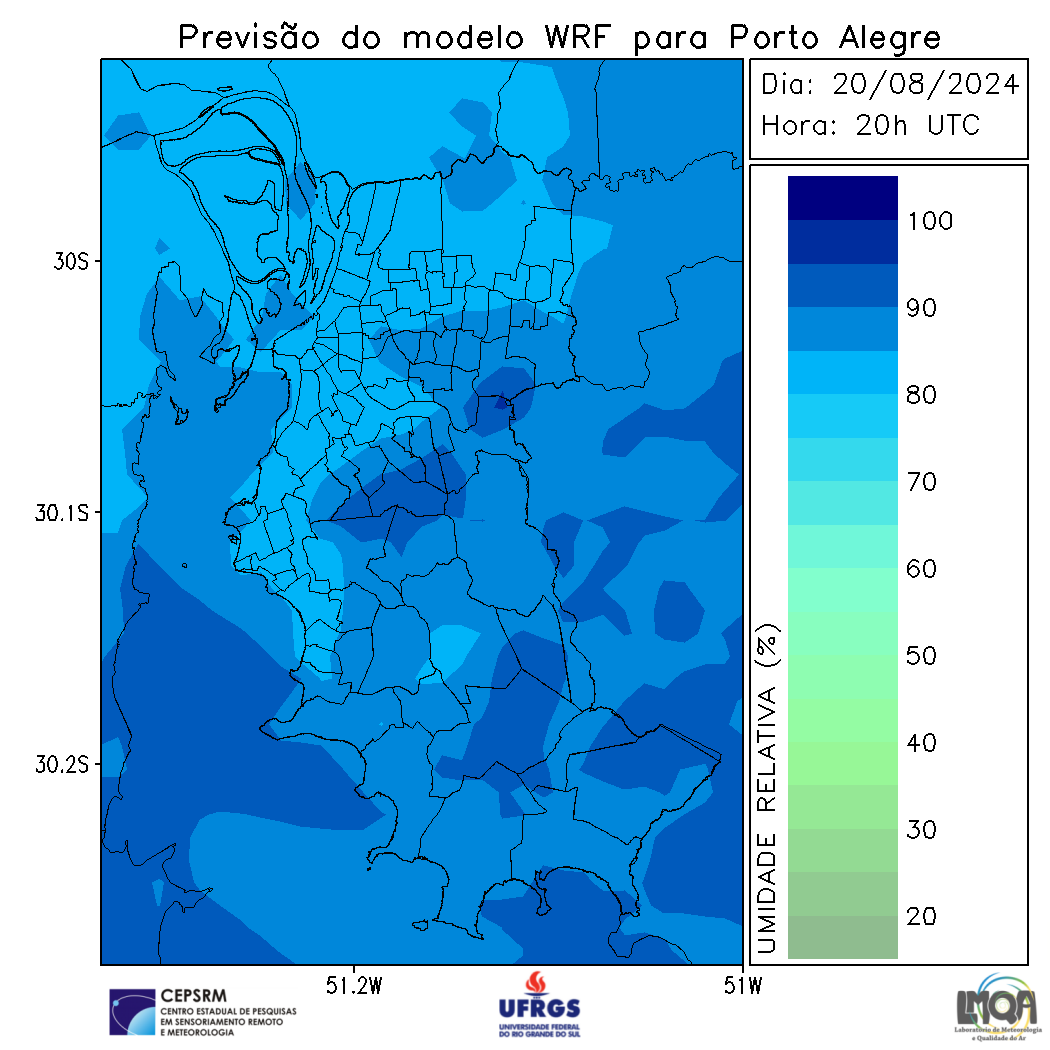 Previsão do modelo WRF para Porto Alegre
Dia: 20/08/2024
Hora: 20h UTC
30S
30.1S
30.2S
51.2W
51W
UMIDADE RELATIVA (%)
100
90
80
70
60
50
40
30
20
CEPSRM
CENTRO ESTADUAL DE PESQUISAS
EM SENSORIAMENTO REMOTO
E METEOROLOGIA
UFRGS
UNIVERSIDADE FEDERAL
DO RIO GRANDE DO SUL
LMQA
Laboratório de Meteorologia
e Qualidade do Ar